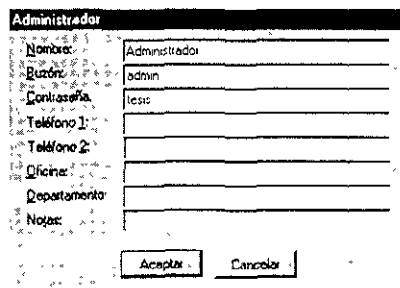 Administrador
Nombre: Administrador
Buzón: admin
Contraseña: tesis
Teléfono 1:
Teléfono 2:
Oficina:
Departamento:
Notas:
Aceptar Cancelar